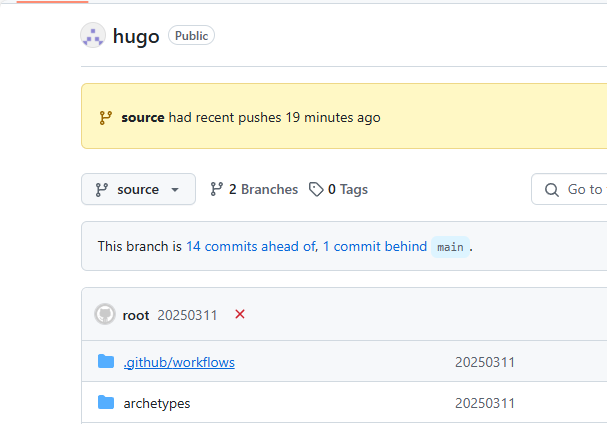 hugo Public
source had recent pushes 19 minutes ago
source 2 Branches 0 Tags Go to
This branch is 14 commits ahead of, 1 commit behind main .
root 20250311
.github/workflows 20250311
archetypes 20250311